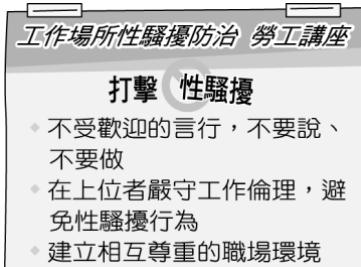 工作場所性騷擾防治 勞工講座
打擊 性騷擾
不受歡迎的言行，不要說、
不要做
在上位者嚴守工作倫理，避
免性騷擾行為
建立相互尊重的職場環境